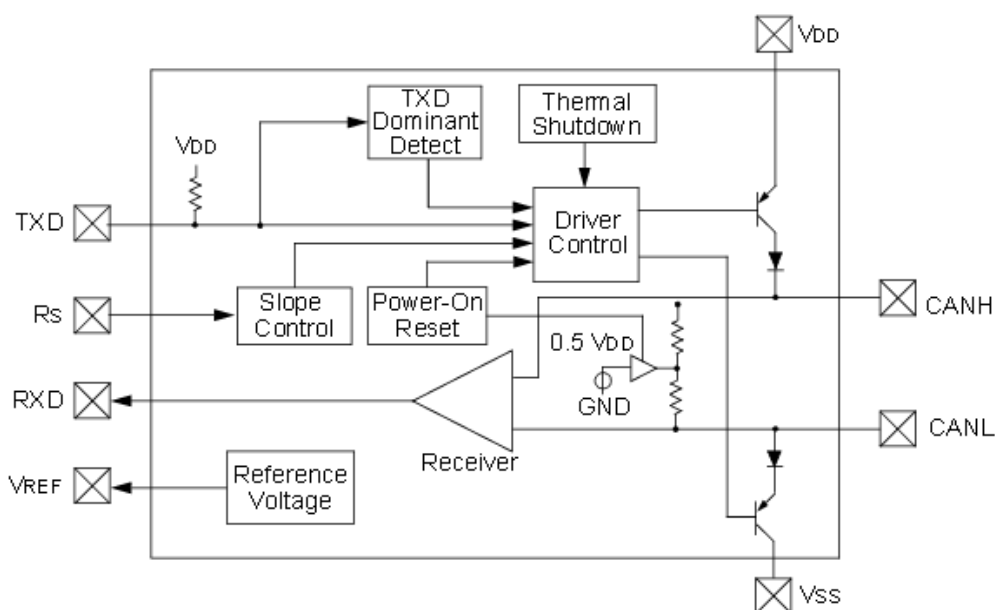 VDD
TXD
Dominant
Detect
Thermal
Shutdown
VDD
TXD
Driver
Control
RS
Slope
Control
Power-On
Reset
CANH
0.5 VDD
RXD
GND
CANL
Receiver
VREF
Reference
Voltage
VSS